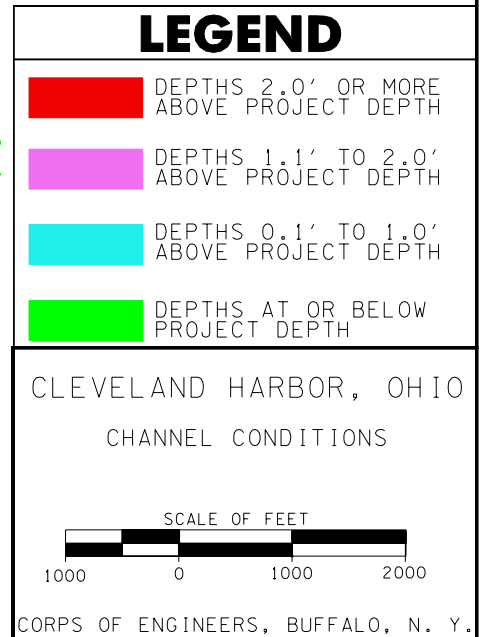 LEGEND
DEPTHS 2.0' OR MORE
ABOVE PROJECT DEPTH
DEPTHS 1.1' TO 2.0'
ABOVE PROJECT DEPTH
DEPTHS 0.1' TO 1.0'
ABOVE PROJECT DEPTH
DEPTHS AT OR BELOW
PROJECT DEPTH
CLEVELAND HARBOR, OHIO
CHANNEL CONDITIONS
SCALE OF FEET
1000 0 1000 2000
CORPS OF ENGINEERS, BUFFALO, N. Y.